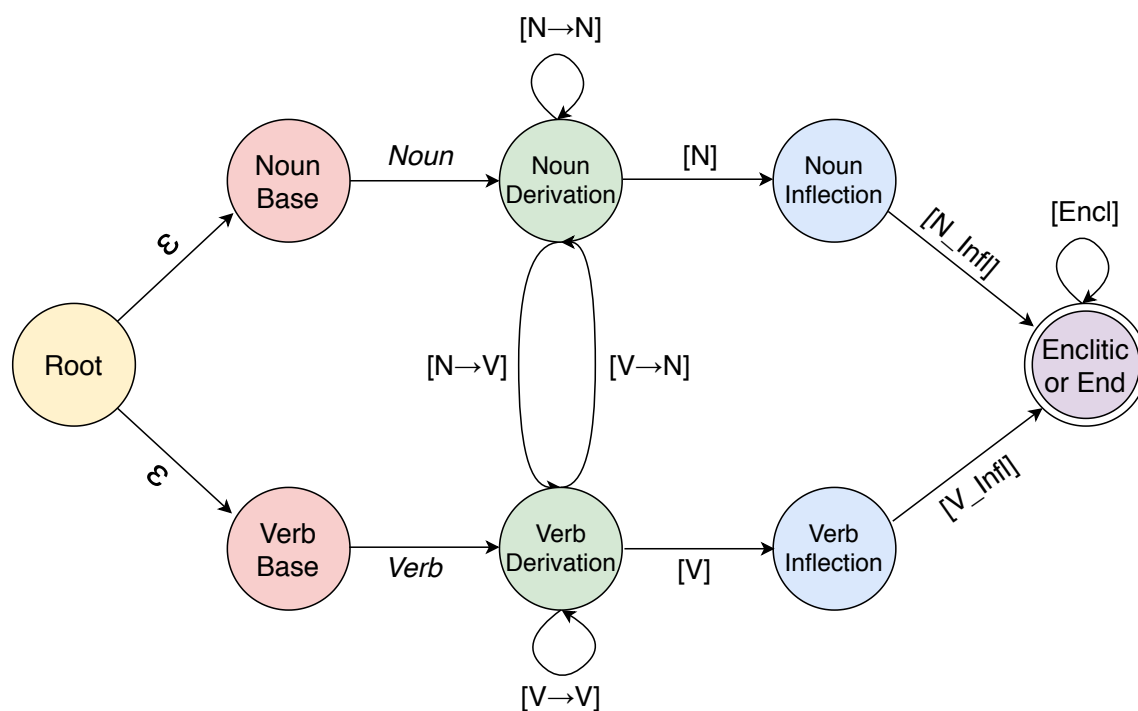 [N→N]
Noun
Base
Noun
Noun
Derivation
[N]
Noun
Inflection
[N_Infl]
[Encl]
ε
Root
[N→V]
[V→N]
Enclitic
or End
ε
Verb
Base
Verb
Verb
Derivation
[V]
Verb
Inflection
[V_Infl]
[V→V]